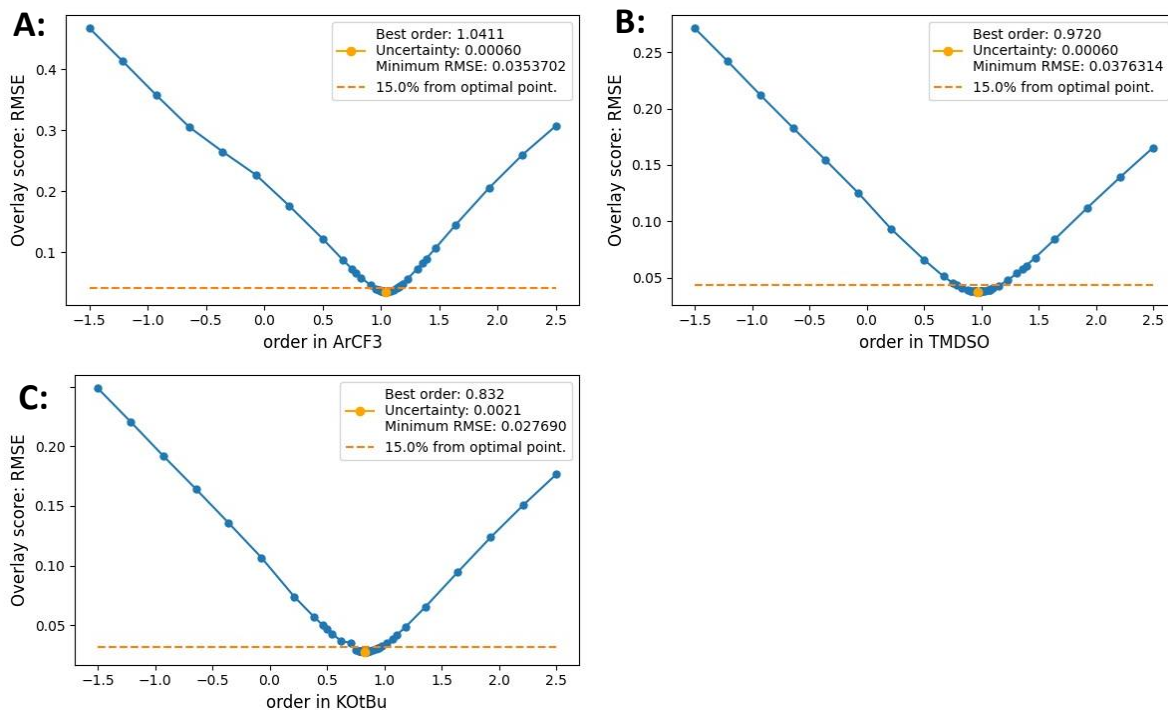 A:
Overlay score: RMSE
0.4
0.3
0.2
0.1
Best order: 1.0411
Uncertainty: 0.00060
Minimum RMSE: 0.0353702
15.0% from optimal point.
-1.5 -1.0 -0.5 0.0 0.5 1.0 1.5 2.0 2.5
order in ArCF3
B:
Overlay score: RMSE
0.25
0.20
0.15
0.10
0.05
Best order: 0.9720
Uncertainty: 0.00060
Minimum RMSE: 0.0376314
15.0% from optimal point.
-1.5 -1.0 -0.5 0.0 0.5 1.0 1.5 2.0 2.5
order in TMDSO
C:
Overlay score: RMSE
0.20
0.15
0.10
0.05
Best order: 0.832
Uncertainty: 0.0021
Minimum RMSE: 0.027690
15.0% from optimal point.
-1.5 -1.0 -0.5 0.0 0.5 1.0 1.5 2.0 2.5
order in KOtBu